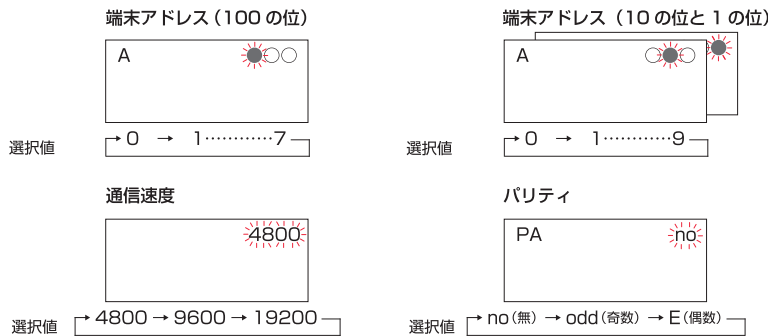 端末アドレス（100の位）
A ●○○
選択値 → 0 → 1…………7
端末アドレス（10の位と1の位）
A ○●○
選択値 → 0 → 1…………9
通信速度
4800
選択値 → 4800 → 9600 → 19200
パリティ
PA no
選択値 → no（無） → odd（奇数） → E（偶数）